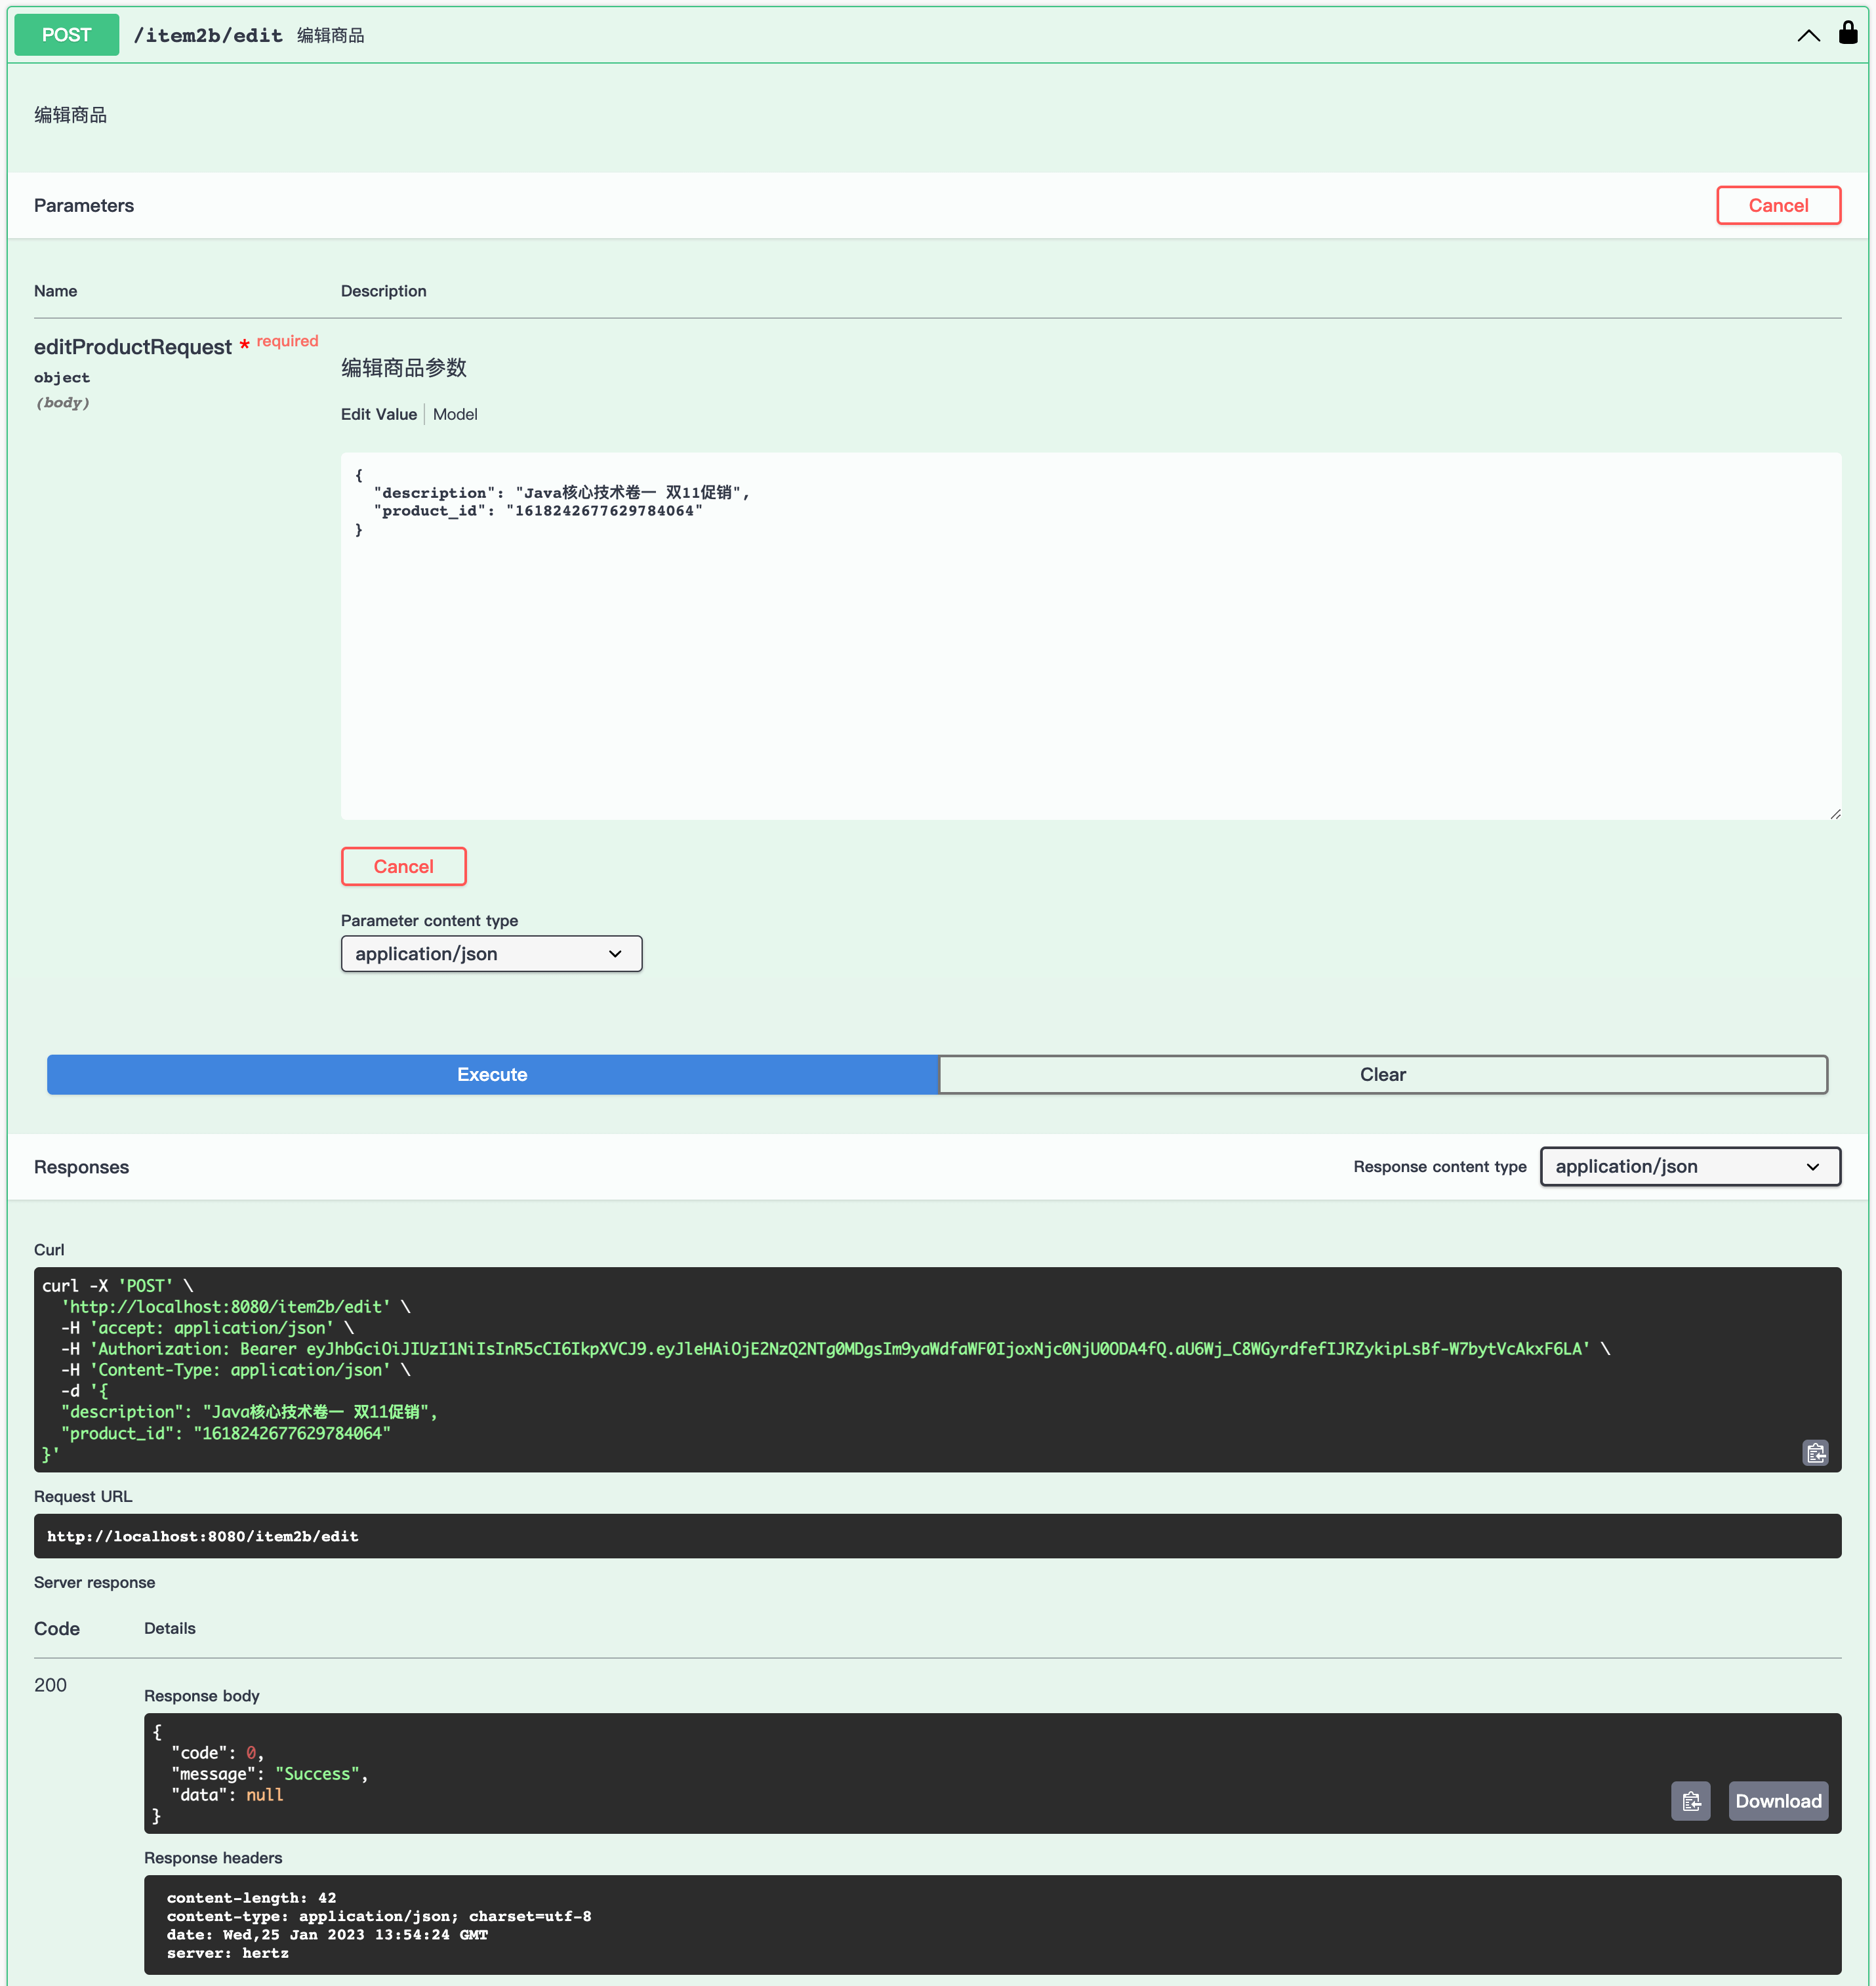 POST /item2b/edit 编辑商品
编辑商品
Parameters
Cancel
Name Description
editProductRequest * required
object
(body)
编辑商品参数
Edit Value Model
{
"description": "Java核心技术卷一 双11促销",
"product_id": "1618242677629784064"
}
Cancel
Parameter content type
application/json
Execute Clear
Responses Response content type application/json
Curl
curl -X 'POST' \
'http://localhost:8080/item2b/edit' \
-H 'accept: application/json' \
-H 'Authorization: Bearer eyJhbGciOiJIUzI1NiIsInR5cCI6IkpXVCJ9.eyJleHAiOjE2NzQ2NTg0MDgsIm9yaWdfaWF0IjoxNjc0NjU0ODA4fQ.aU6Wj_C8WGyrdfefIJRZykipLsBf-W7bytVcAkxF6LA' \
-H 'Content-Type: application/json' \
-d '{
"description": "Java核心技术卷一 双11促销",
"product_id": "1618242677629784064"
}'
Request URL
http://localhost:8080/item2b/edit
Server response
Code Details
200
Response body
{
"code": 0,
"message": "Success",
"data": null
}
Download
Response headers
content-length: 42
content-type: application/json; charset=utf-8
date: Wed,25 Jan 2023 13:54:24 GMT
server: hertz